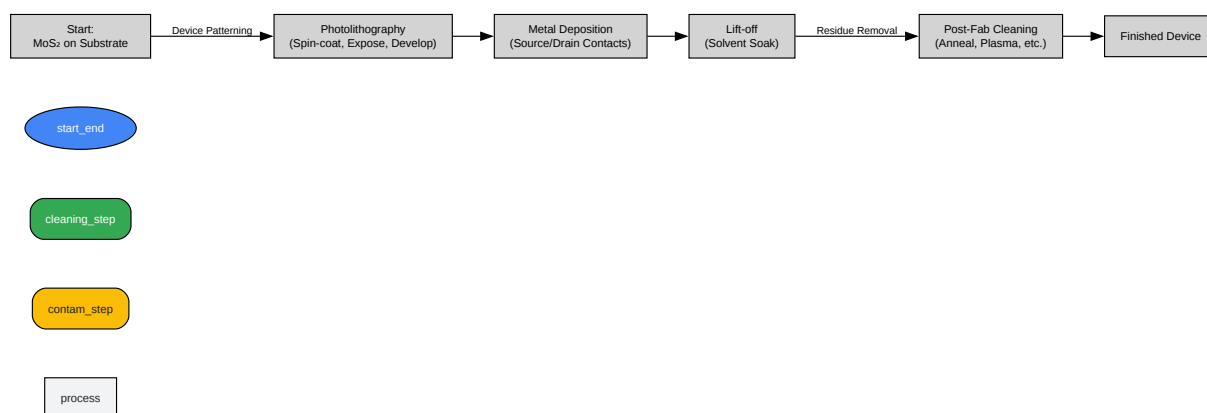 Start:
MoS₂ on Substrate
Device Patterning
Photolithography
(Spin-coat, Expose, Develop)
Metal Deposition
(Source/Drain Contacts)
Lift-off
(Solvent Soak)
Residue Removal
Post-Fab Cleaning
(Anneal, Plasma, etc.)
Finished Device
start_end
cleaning_step
contam_step
process